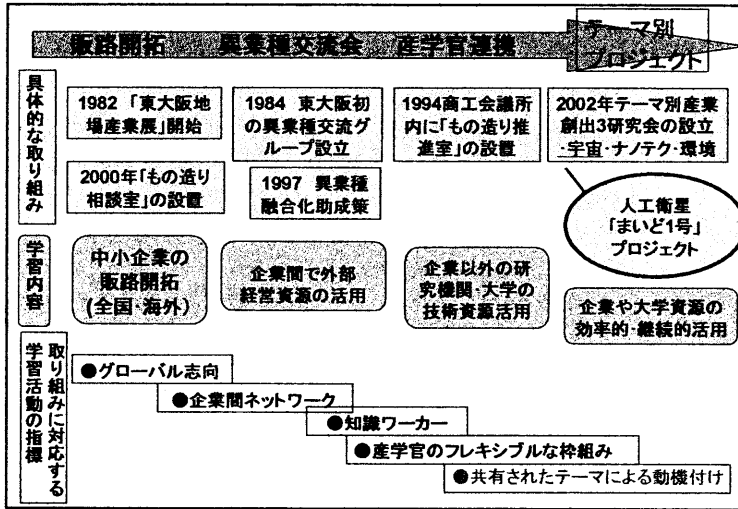 販路開拓 異業種交流会 産学官連携
テーマ別
プロジェクト
具体的な取り組み
1982 「東大阪地
場産業展」開始
1984 東大阪初
の異業種交流グ
ループ設立
1994商工会議所
内に「もの造り推
進室」の設置
2002年テーマ別産業
創出3研究会の設立
-宇宙・ナノテク・環境
2000年「もの造り
相談室」の設置
1997 異業種
融合化助成策
人工衛星
「まいど1号」
プロジェクト
学習内容
中小企業の
販路開拓
(全国・海外)
企業間で外部
経営資源の活用
企業以外の研
究機関・大学の
技術資源活用
企業や大学資源の
効率的・継続的活用
取り組みに対応する
学習活動の指標
●グローバル志向
●企業間ネットワーク
●知識ワーカー
●産学官のフレキシブルな枠組み
●共有されたテーマによる動機付け